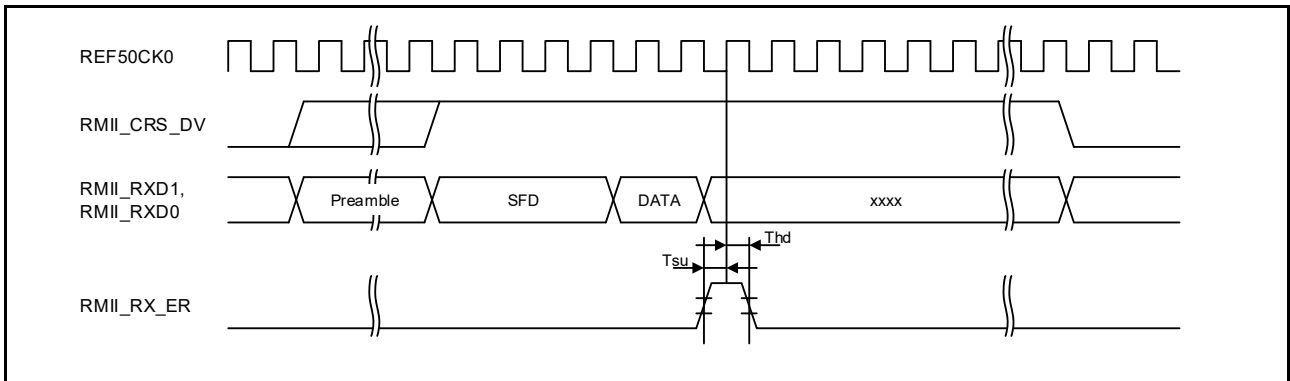 REF50CK0
RMII_CRS_DV
RMII_RXD1,
RMII_RXD0
Preamble
SFD
DATA
xxxx
Thd
Tsu
RMII_RX_ER